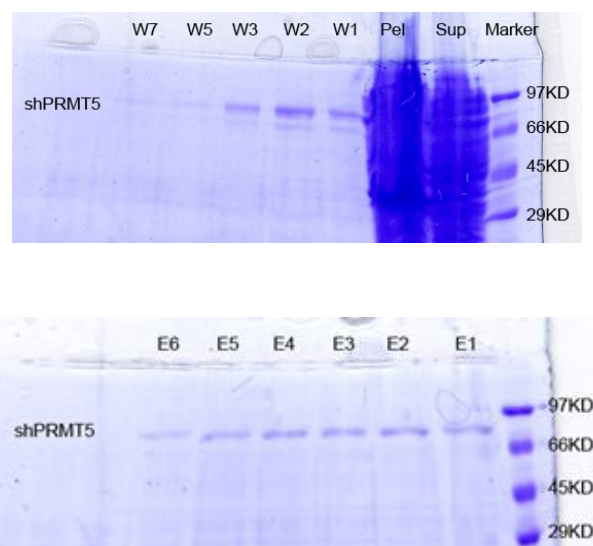 W7 W5 W3 W2 W1 Pel Sup Marker
97KD
shPRMT5
66KD
45KD
29KD
E6 E5 E4 E3 E2 E1
97KD
shPRMT5
66KD
45KD
29KD